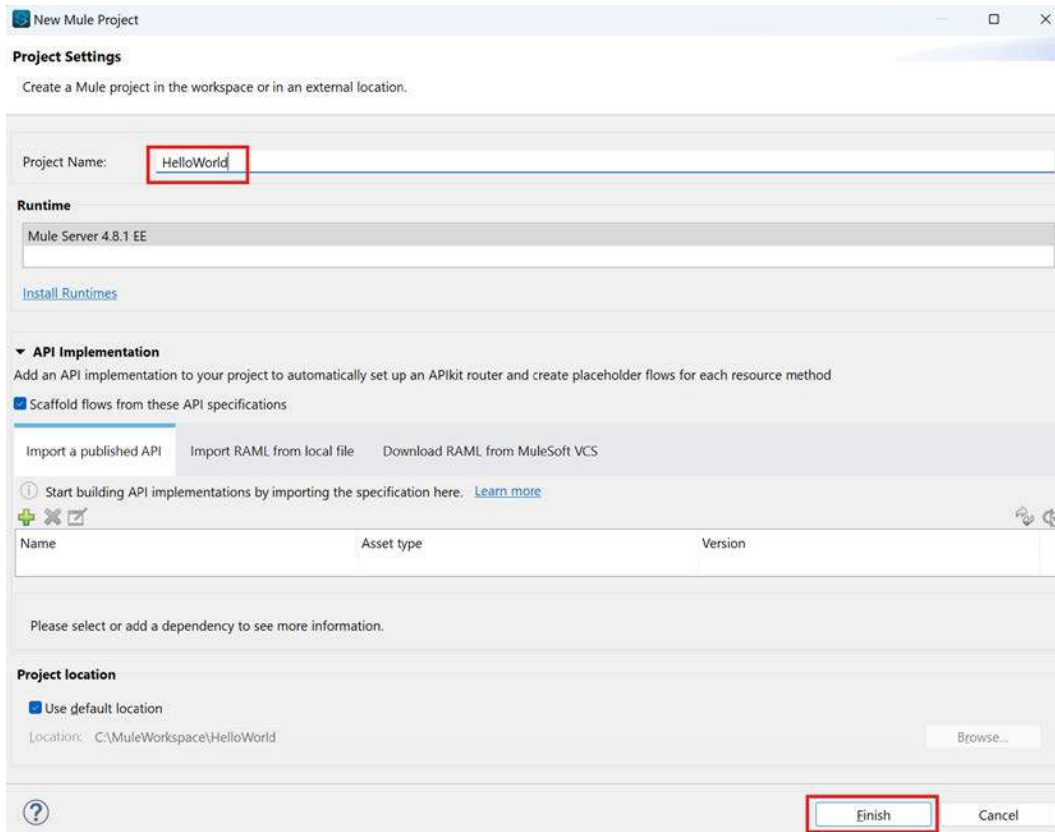 New Mule Project
Project Settings
Create a Mule project in the workspace or in an external location.
Project Name: HelloWorld
Runtime
Mule Server 4.8.1 EE
Install Runtimes
API Implementation
Add an API implementation to your project to automatically set up an APIkit router and create placeholder flows for each resource method
Scaffold flows from these API specifications
Import a published API Import RAML from local file Download RAML from MuleSoft VCS
Start building API implementations by importing the specification here. Learn more
Name Asset type Version
Please select or add a dependency to see more information.
Project location
Use default location
Location: C:\MuleWorkspace\HelloWorld Browse...
? Finish Cancel